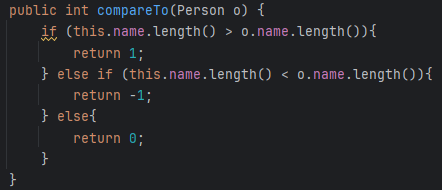 public int compareTo(Person o) {
    if (this.name.length() > o.name.length()){
        return 1;
    } else if (this.name.length() < o.name.length()){
        return -1;
    } else{
        return 0;
    }
}